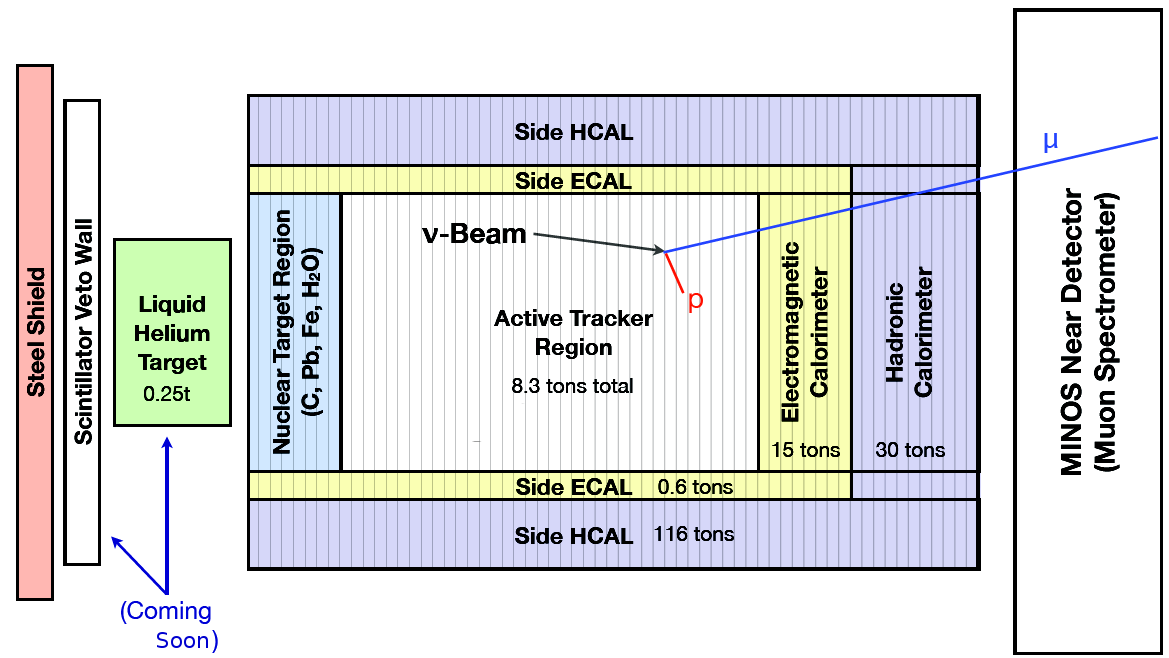 Steel Shield
Scintillator Veto Wall
Liquid
Helium
Target
0.25t
(Coming
Soon)
Side HCAL
Side ECAL
Nuclear Target Region
(C, Pb, Fe, H₂O)
ν-Beam
p
Active Tracker
Region
8.3 tons total
Electromagnetic
Calorimeter
15 tons
Hadronic
Calorimeter
30 tons
Side ECAL 0.6 tons
Side HCAL 116 tons
μ
MINOS Near Detector
(Muon Spectrometer)